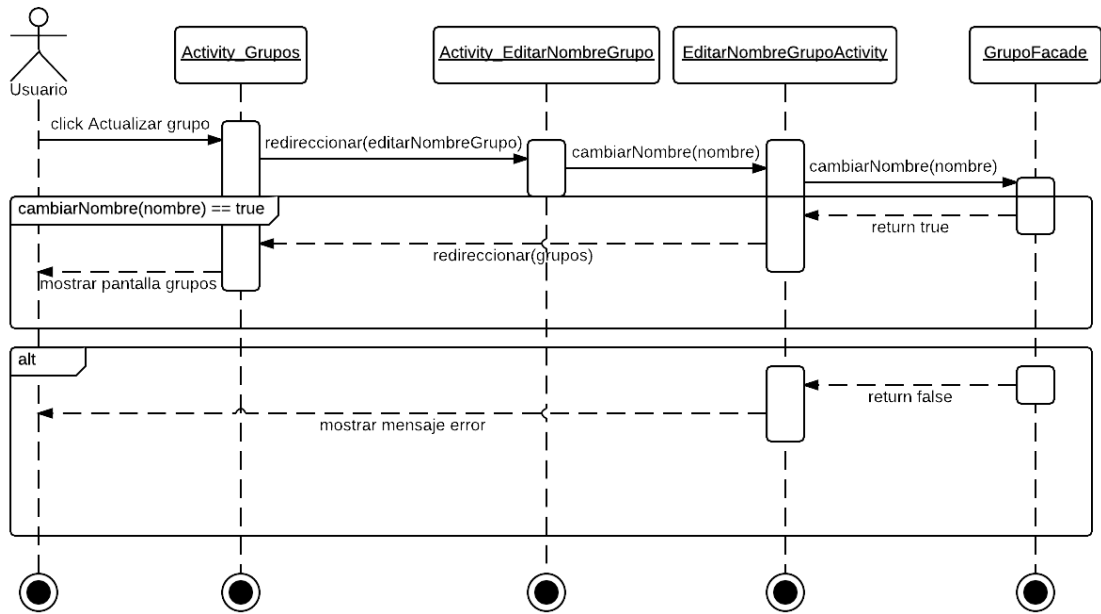 Usuario
Activity_Grupos
Activity_EditarNombreGrupo
EditarNombreGrupoActivity
GrupoFacade
click Actualizar grupo
redireccionar(editarNombreGrupo)
cambiarNombre(nombre)
cambiarNombre(nombre)
cambiarNombre(nombre) == true
return true
redireccionar(grupos)
mostrar pantalla grupos
alt
return false
mostrar mensaje error